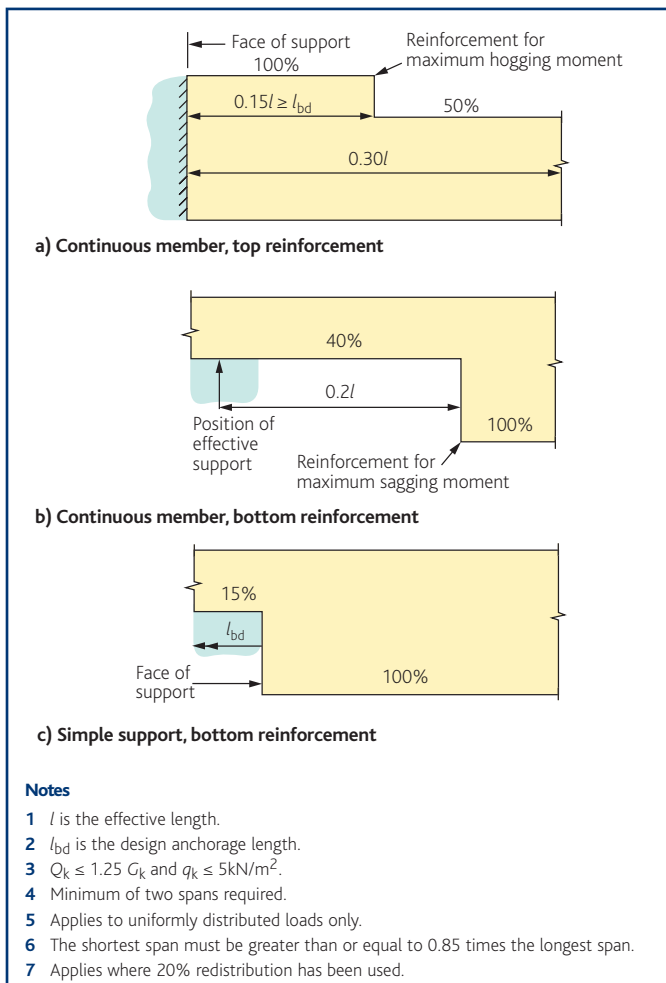 Face of support
100%
Reinforcement for
maximum hogging moment
0.15l ≥ lbd
50%
0.30l
a) Continuous member, top reinforcement
40%
0.2l
Position of
effective
support
100%
Reinforcement for
maximum sagging moment
b) Continuous member, bottom reinforcement
15%
lbd
Face of
support
100%
c) Simple support, bottom reinforcement
Notes
1 l is the effective length.
2 lbd is the design anchorage length.
3 Qk ≤ 1.25 Gk and qk ≤ 5kN/m².
4 Minimum of two spans required.
5 Applies to uniformly distributed loads only.
6 The shortest span must be greater than or equal to 0.85 times the longest span.
7 Applies where 20% redistribution has been used.